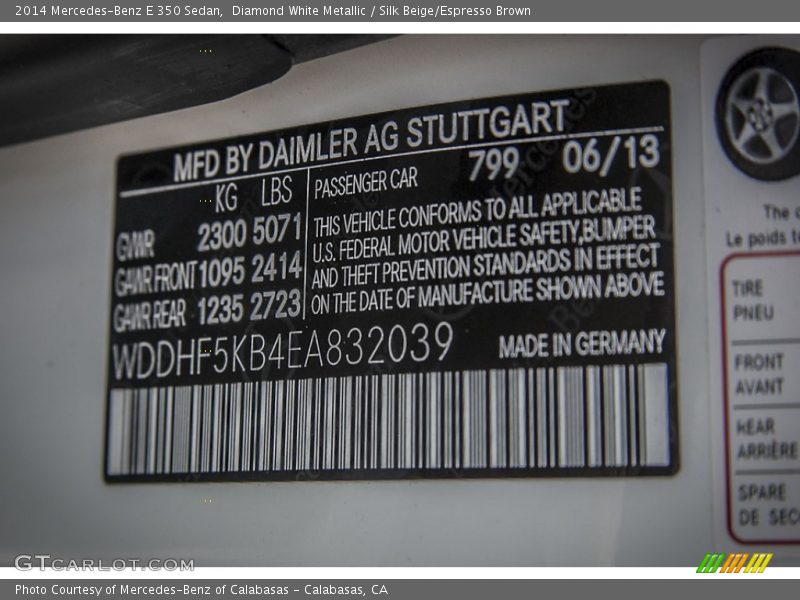 2014 Mercedes-Benz E 350 Sedan, Diamond White Metallic / Silk Beige/Espresso Brown
MFD BY DAIMLER AG STUTTGART
KG LBS PASSENGER CAR 799 06/13
GVWR 2300 5071
GAWR FRONT 1095 2414
GAWR REAR 1235 2723
THIS VEHICLE CONFORMS TO ALL APPLICABLE
U.S. FEDERAL MOTOR VEHICLE SAFETY, BUMPER
AND THEFT PREVENTION STANDARDS IN EFFECT
ON THE DATE OF MANUFACTURE SHOWN ABOVE
WDDHF5KB4EA832039 MADE IN GERMANY
The
Le poids
TIRE
PNEU
FRONT
AVANT
REAR
ARRIÈRE
SPARE
DE
GTCARLOT.COM
Photo Courtesy of Mercedes-Benz of Calabasas - Calabasas, CA